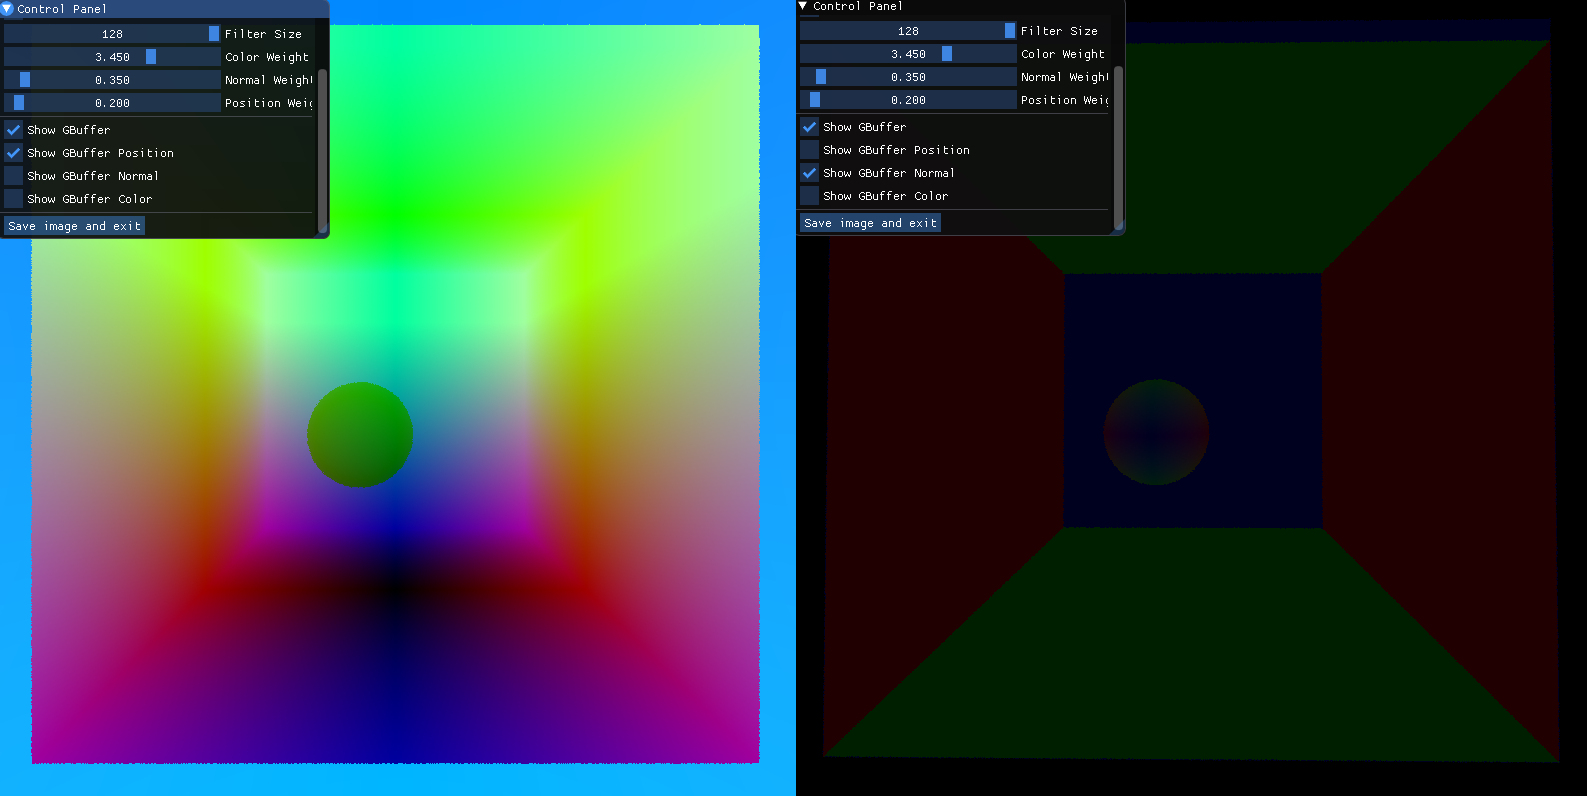 Control Panel
128 Filter Size
3.450 Color Weight
0.350 Normal Weigh
0.200 Position Wei
Show GBuffer
Show GBuffer Position
Show GBuffer Normal
Show GBuffer Color
Save image and exit
Control Panel
128 Filter Size
3.450 Color Weight
0.350 Normal Weigh
0.200 Position Wei
Show GBuffer
Show GBuffer Position
Show GBuffer Normal
Show GBuffer Color
Save image and exit